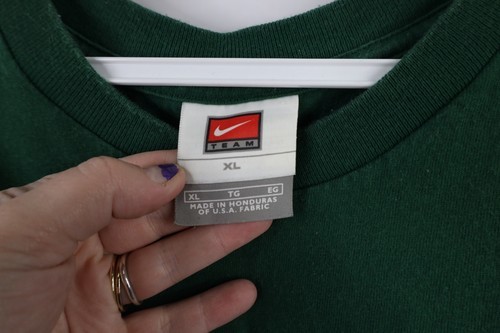 TEAM
XL
XL TG EG
MADE IN HONDURAS
OF U.S.A. FABRIC